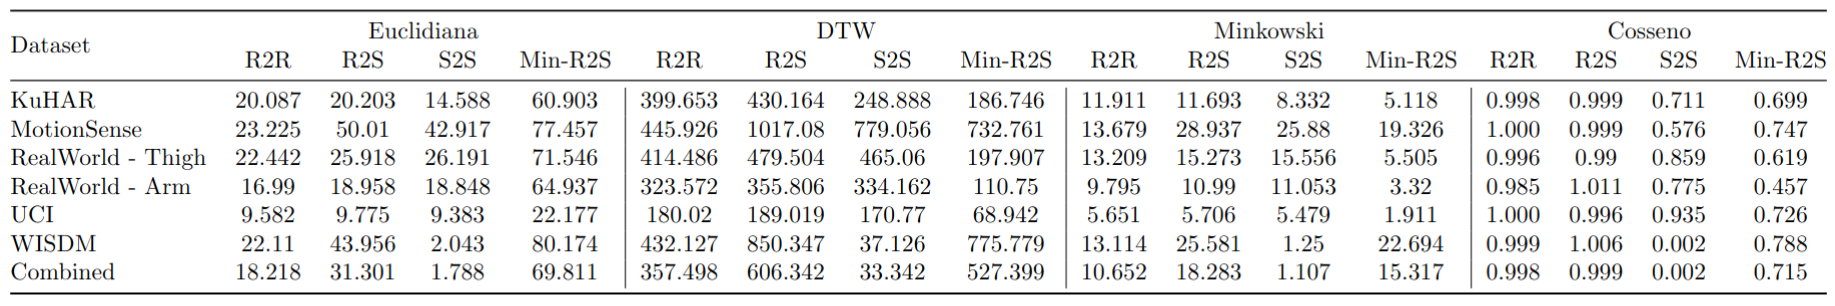 Dataset Euclidiana DTW Minkowski Cosseno
R2R R2S S2S Min-R2S R2R R2S S2S Min-R2S R2R R2S S2S Min-R2S R2R R2S S2S Min-R2S
KuHAR 20.087 20.203 14.588 60.903 399.653 430.164 248.888 186.746 11.911 11.693 8.332 5.118 0.998 0.999 0.711 0.699
MotionSense 23.225 50.01 42.917 77.457 445.926 1017.08 779.056 732.761 13.679 28.937 25.88 19.326 1.000 0.999 0.576 0.747
RealWorld - Thigh 22.442 25.918 26.191 71.546 414.486 479.504 465.06 197.907 13.209 15.273 15.556 5.505 0.996 0.99 0.859 0.619
RealWorld - Arm 16.99 18.958 18.848 64.937 323.572 355.806 334.162 110.75 9.795 10.99 11.053 3.32 0.985 1.011 0.775 0.457
UCI 9.582 9.775 9.383 22.177 180.02 189.019 170.77 68.942 5.651 5.706 5.479 1.911 1.000 0.996 0.935 0.726
WISDM 22.11 43.956 2.043 80.174 432.127 850.347 37.126 775.779 13.114 25.581 1.25 22.694 0.999 1.006 0.002 0.788
Combined 18.218 31.301 1.788 69.811 357.498 606.342 33.342 527.399 10.652 18.283 1.107 15.317 0.998 0.999 0.002 0.715